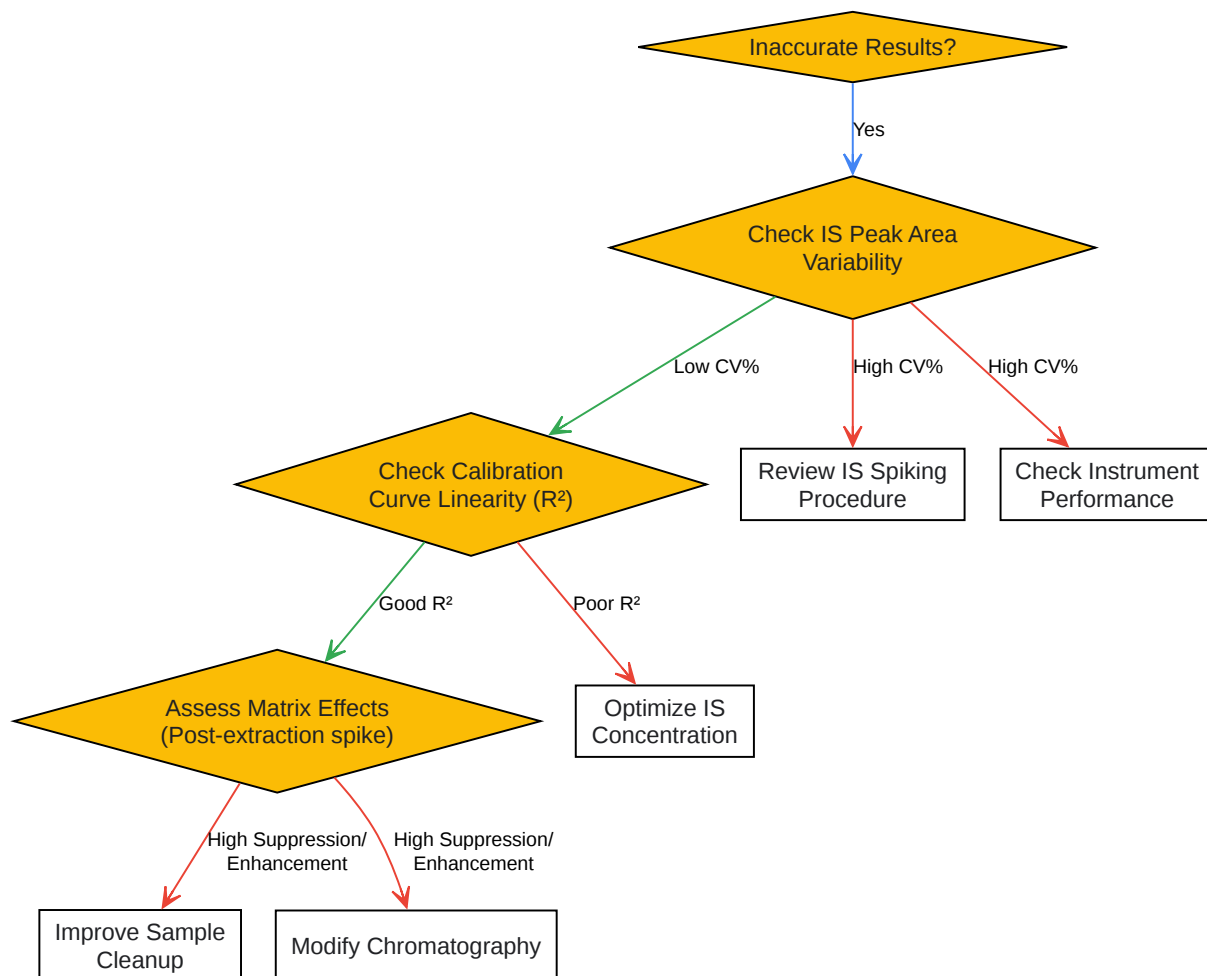 Inaccurate Results?
Yes
Check IS Peak Area
Variability
Low CV%
High CV%
High CV%
Check Calibration
Curve Linearity (R²)
Review IS Spiking
Procedure
Check Instrument
Performance
Good R²
Poor R²
Assess Matrix Effects
(Post-extraction spike)
Optimize IS
Concentration
High Suppression/
Enhancement
High Suppression/
Enhancement
Improve Sample
Cleanup
Modify Chromatography